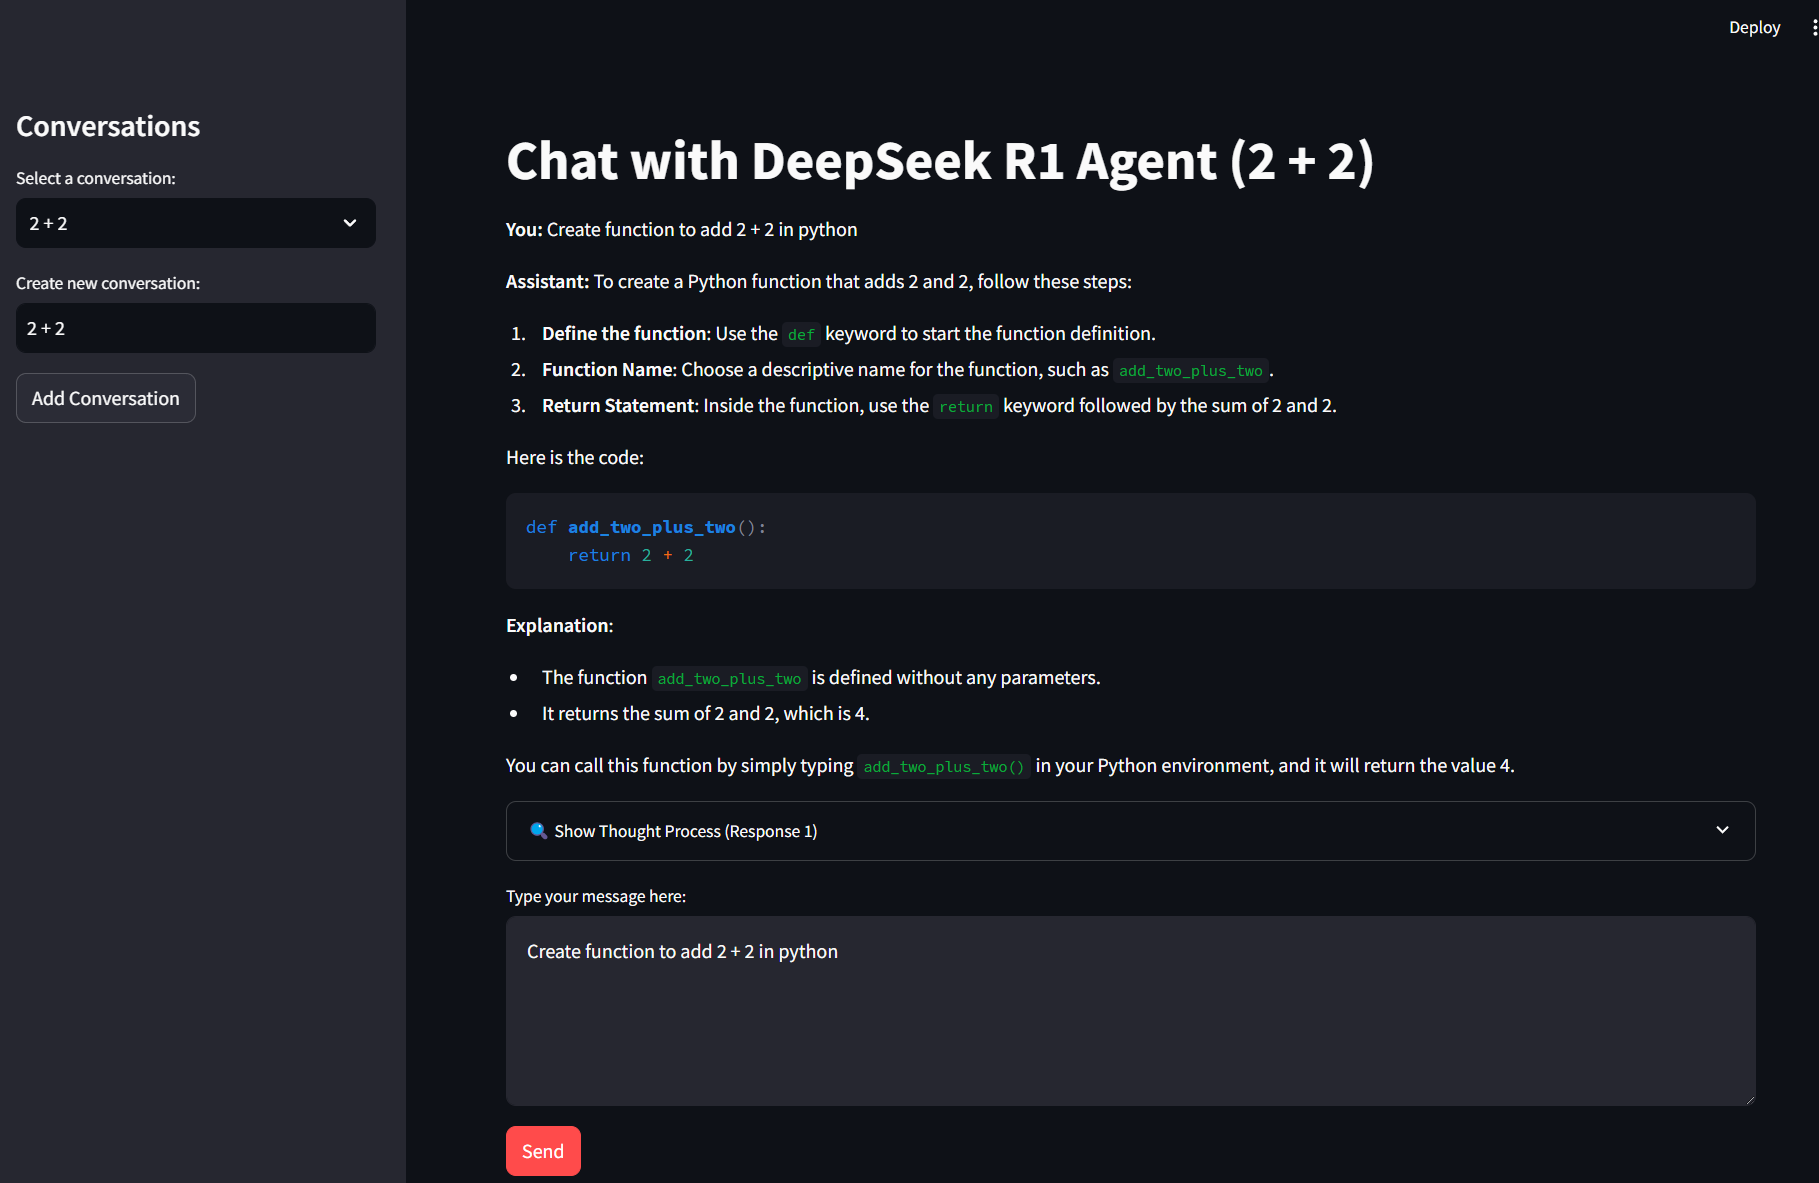 Deploy
Conversations
Select a conversation:
2 + 2
Create new conversation:
2 + 2
Add Conversation
Chat with DeepSeek R1 Agent (2 + 2)
You: Create function to add 2 + 2 in python
Assistant: To create a Python function that adds 2 and 2, follow these steps:
1. Define the function: Use the def keyword to start the function definition.
2. Function Name: Choose a descriptive name for the function, such as add_two_plus_two .
3. Return Statement: Inside the function, use the return keyword followed by the sum of 2 and 2.
Here is the code:
def add_two_plus_two():
    return 2 + 2
Explanation:
• The function add_two_plus_two is defined without any parameters.
• It returns the sum of 2 and 2, which is 4.
You can call this function by simply typing add_two_plus_two() in your Python environment, and it will return the value 4.
🔍 Show Thought Process (Response 1)
Type your message here:
Create function to add 2 + 2 in python
Send